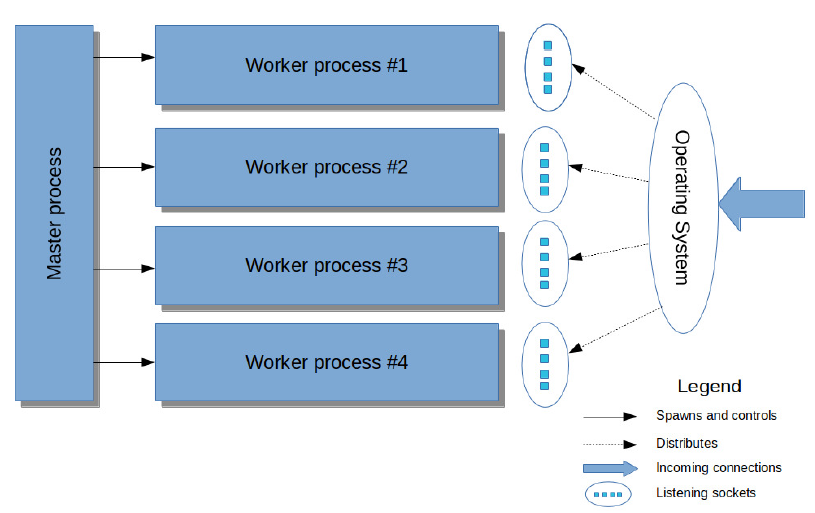 Master process
Worker process #1
Worker process #2
Worker process #3
Worker process #4
Operating System
Legend
Spawns and controls
Distributes
Incoming connections
Listening sockets